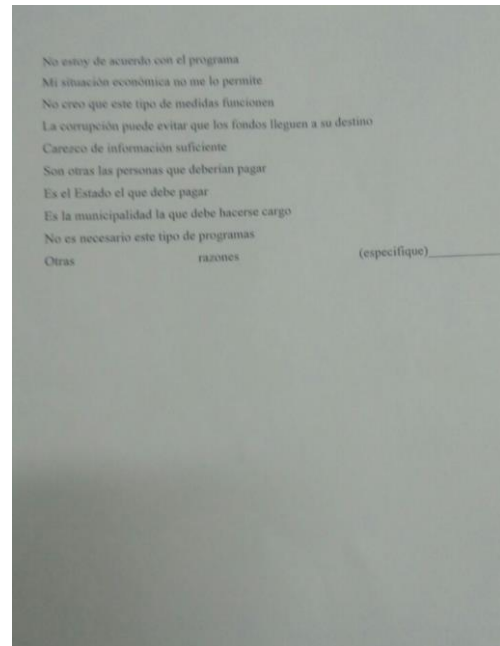 No estoy de acuerdo con el programa
Mi situación económica no me lo permite
No creo que este tipo de medidas funcionen
La corrupción puede evitar que los fondos lleguen a su destino
Carezco de información suficiente
Son otras las personas que deberían pagar
Es el Estado el que debe pagar
Es la municipalidad la que debe hacerse cargo
No es necesario este tipo de programas
Otras razones (especifique)____________